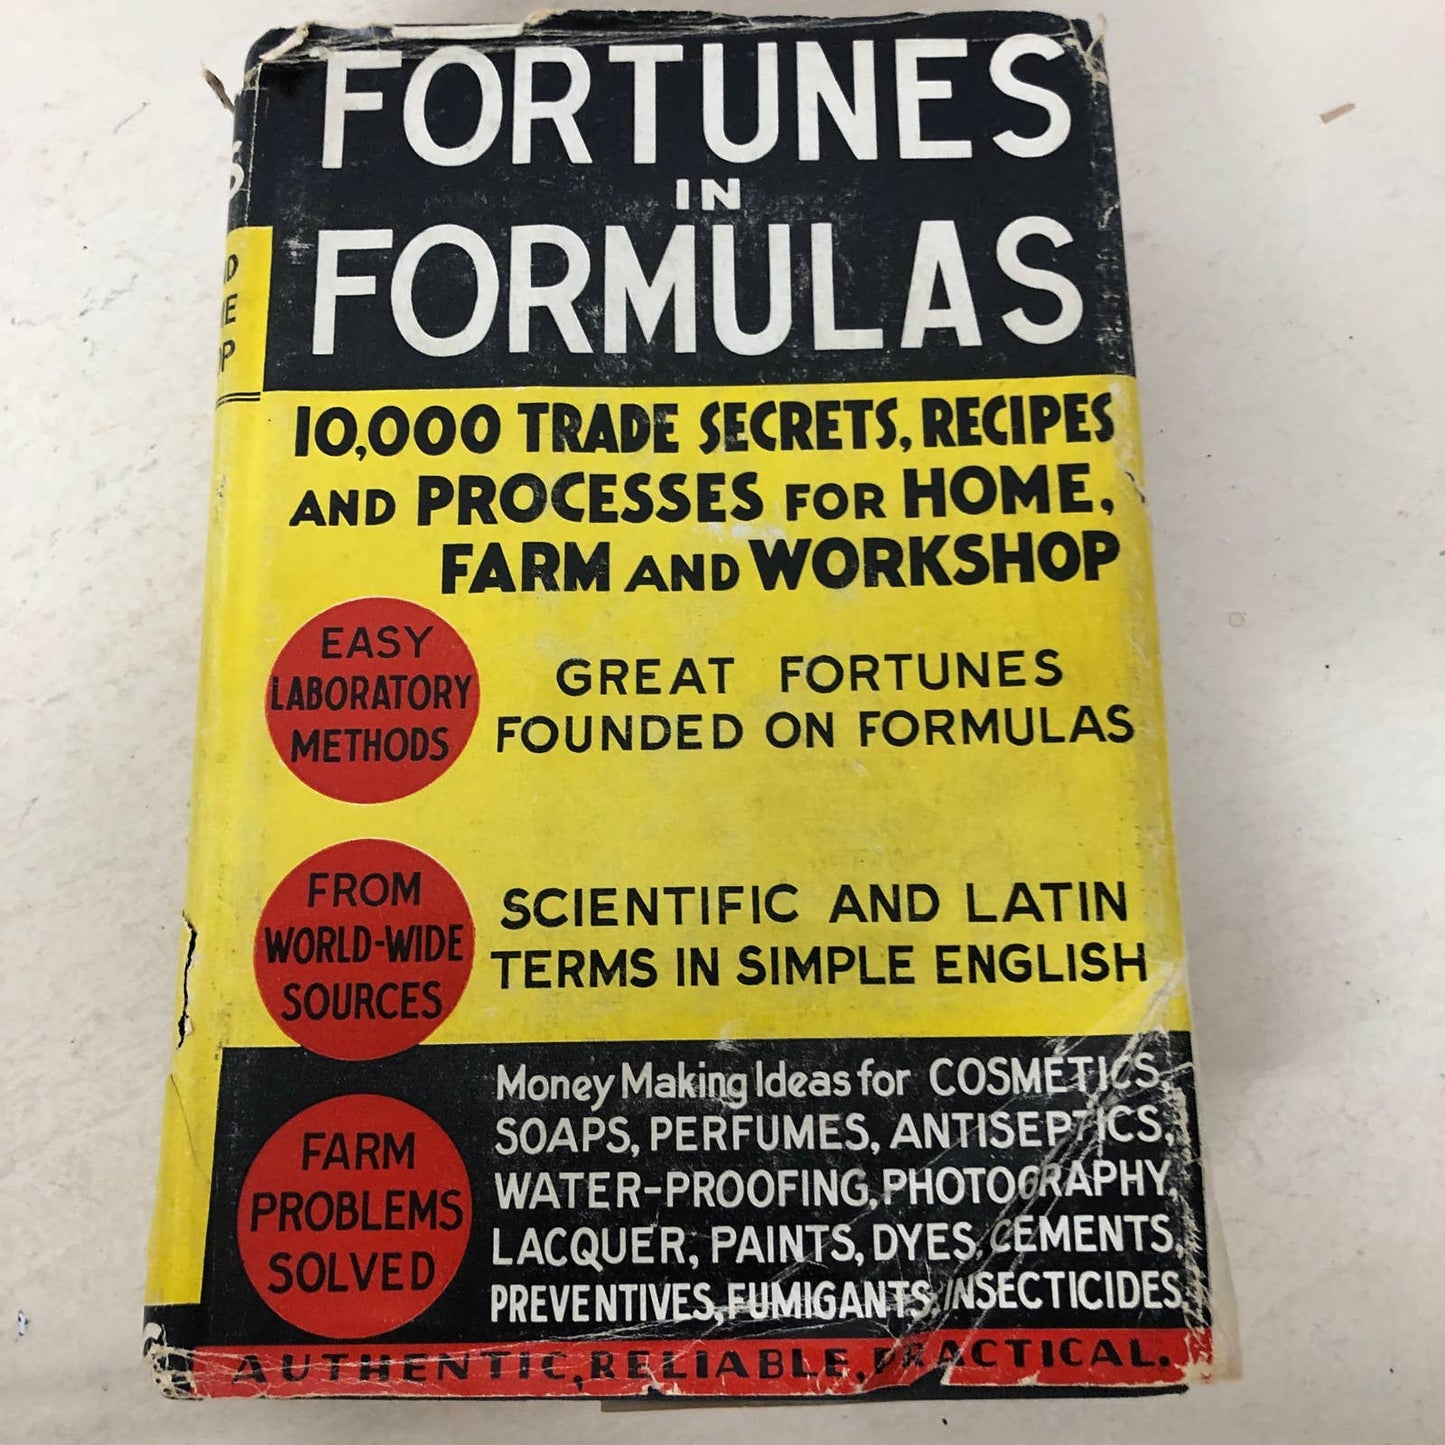 FORTUNES
IN
FORMULAS
10,000 TRADE SECRETS, RECIPES
AND PROCESSES FOR HOME,
FARM AND WORKSHOP
EASY
LABORATORY
METHODS
GREAT FORTUNES
FOUNDED ON FORMULAS
FROM
WORLD-WIDE
SOURCES
SCIENTIFIC AND LATIN
TERMS IN SIMPLE ENGLISH
FARM
PROBLEMS
SOLVED
Money Making Ideas for COSMETICS,
SOAPS, PERFUMES, ANTISEPTICS,
WATER-PROOFING, PHOTOGRAPHY,
LACQUER, PAINTS, DYES, CEMENTS,
PREVENTIVES, FUMIGANTS, INSECTICIDES
AUTHENTIC, RELIABLE, PRACTICAL.